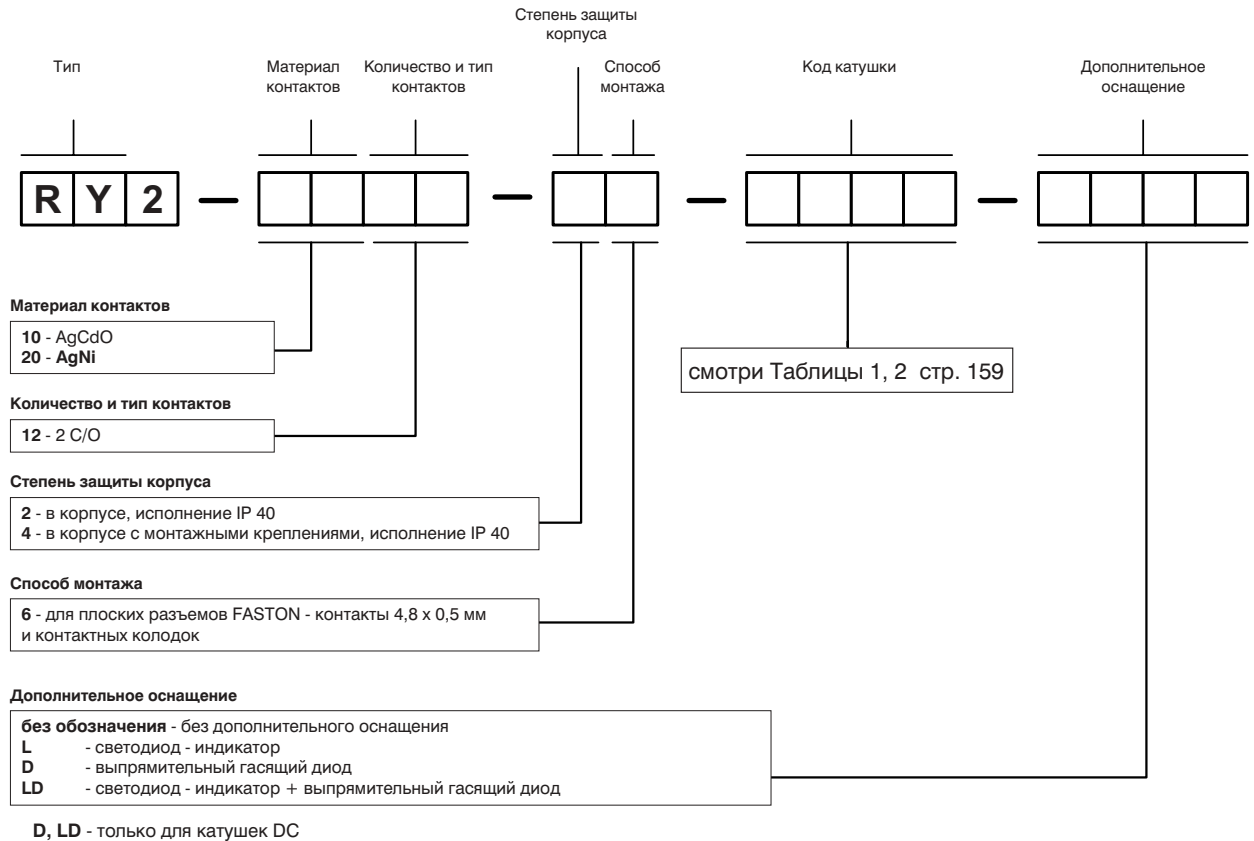 Степень защиты
корпуса
Тип
Материал
контактов
Количество и тип
контактов
Способ
монтажа
Код катушки
Дополнительное
оснащение
R Y 2 — — — —
Материал контактов
10 - AgCdO
20 - AgNi
смотри Таблицы 1, 2 стр. 159
Количество и тип контактов
12 - 2 C/O
Степень защиты корпуса
2 - в корпусе, исполнение IP 40
4 - в корпусе с монтажными креплениями, исполнение IP 40
Способ монтажа
6 - для плоских разъемов FASTON - контакты 4,8 x 0,5 мм
и контактных колодок
Дополнительное оснащение
без обозначения - без дополнительного оснащения
L - светодиод - индикатор
D - выпрямительный гасящий диод
LD - светодиод - индикатор + выпрямительный гасящий диод
D, LD - только для катушек DC